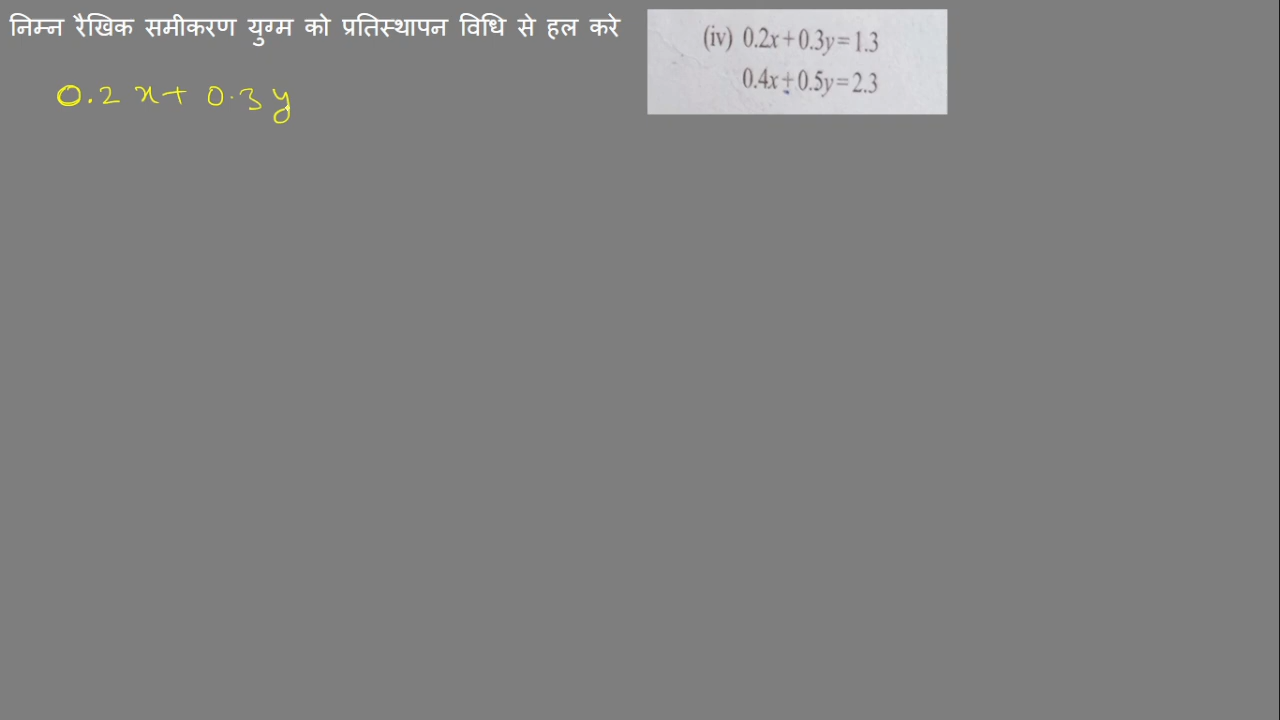 निम्न रैखिक समीकरण युग्म को प्रतिस्थापन विधि से हल करे
(iv) 0.2x+0.3y=1.3
0.4x+0.5y=2.3
0.2 x+ 0.3 y